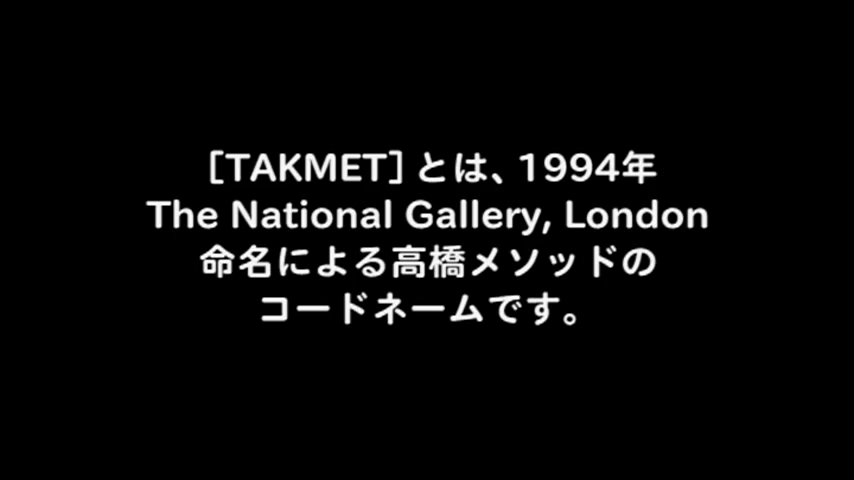 ［TAKMET］とは、1994年
The National Gallery, London
命名による高橋メソッドの
コードネームです。